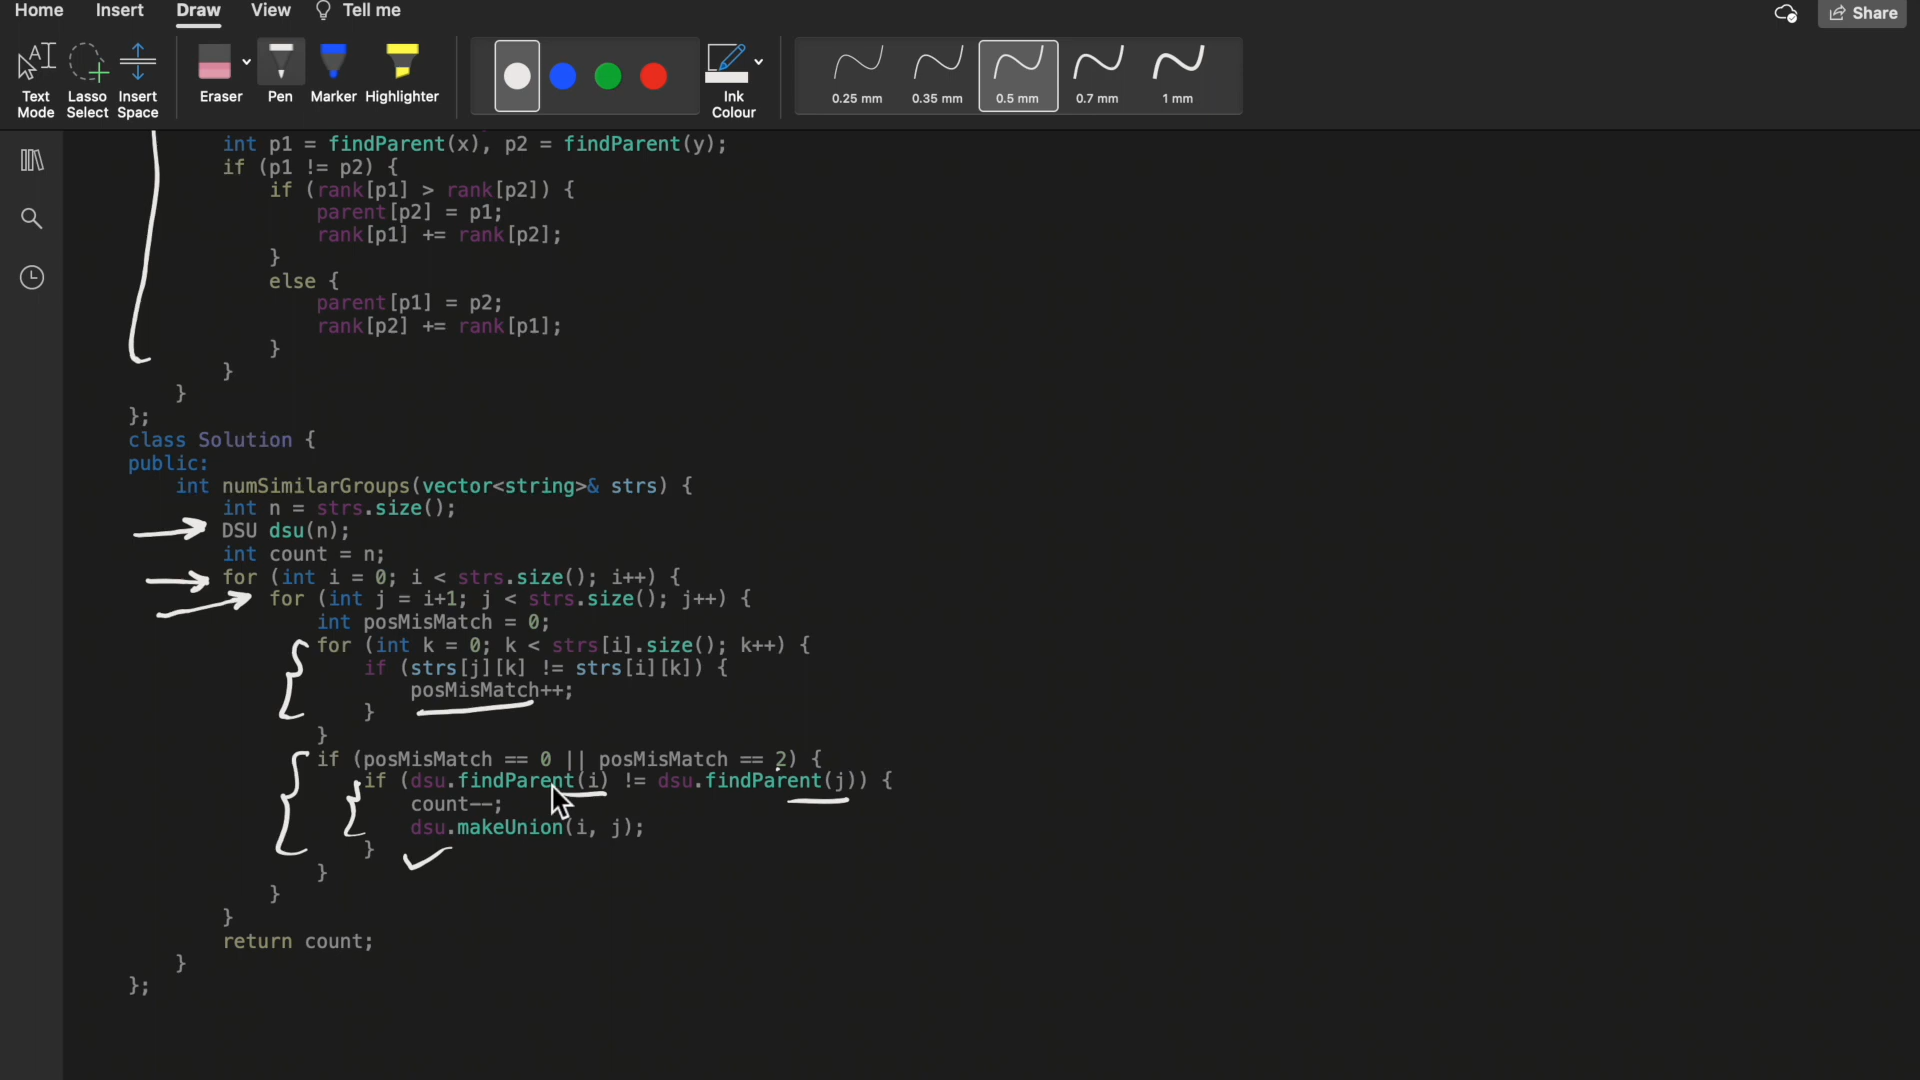 Home Insert Draw View Tell me Share
Text Mode Lasso Select Insert Space Eraser Pen Marker Highlighter Ink Colour 0.25 mm 0.35 mm 0.5 mm 0.7 mm 1 mm
int p1 = findParent(x), p2 = findParent(y);
if (p1 != p2) {
if (rank[p1] > rank[p2]) {
parent[p2] = p1;
rank[p1] += rank[p2];
}
else {
parent[p1] = p2;
rank[p2] += rank[p1];
}
}
}
};
class Solution {
public:
int numSimilarGroups(vector<string>& strs) {
int n = strs.size();
DSU dsu(n);
int count = n;
for (int i = 0; i < strs.size(); i++) {
for (int j = i+1; j < strs.size(); j++) {
int posMisMatch = 0;
for (int k = 0; k < strs[i].size(); k++) {
if (strs[j][k] != strs[i][k]) {
posMisMatch++;
}
}
if (posMisMatch == 0 || posMisMatch == 2) {
if (dsu.findParent(i) != dsu.findParent(j)) {
count--;
dsu.makeUnion(i, j);
}
}
}
}
return count;
}
};